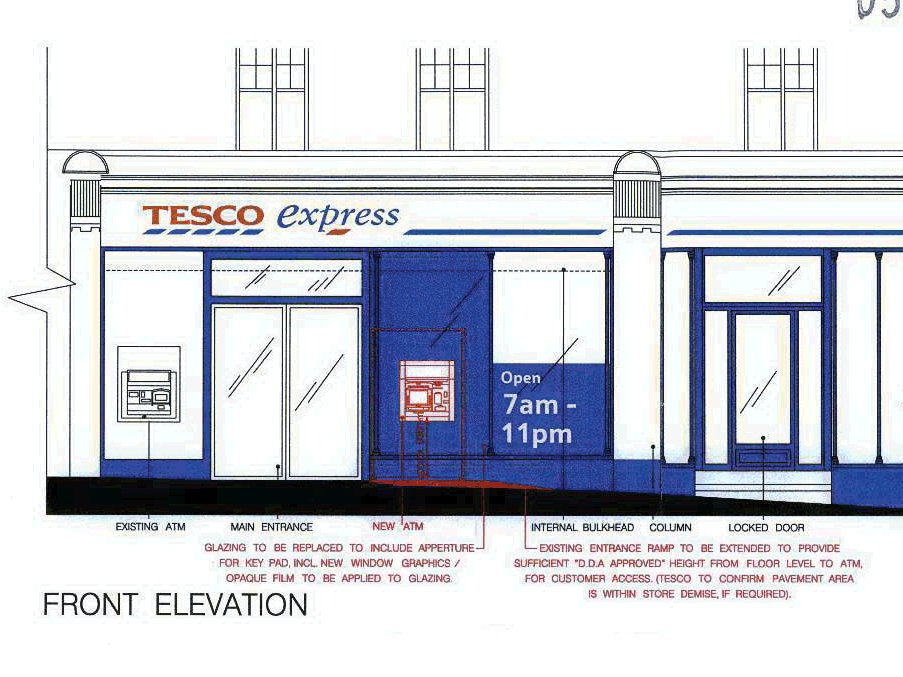 TESCO express
Open
7am -
11pm
EXISTING ATM
MAIN ENTRANCE
NEW ATM
INTERNAL BULKHEAD
COLUMN
LOCKED DOOR
GLAZING TO BE REPLACED TO INCLUDE APPERTURE
FOR KEY PAD, INCL. NEW WINDOW GRAPHICS /
OPAQUE FILM TO BE APPLIED TO GLAZING.
EXISTING ENTRANCE RAMP TO BE EXTENDED TO PROVIDE
SUFFICIENT "D.D.A APPROVED" HEIGHT FROM FLOOR LEVEL TO ATM,
FOR CUSTOMER ACCESS. (TESCO TO CONFIRM PAVEMENT AREA
IS WITHIN STORE DEMISE, IF REQUIRED).
FRONT ELEVATION